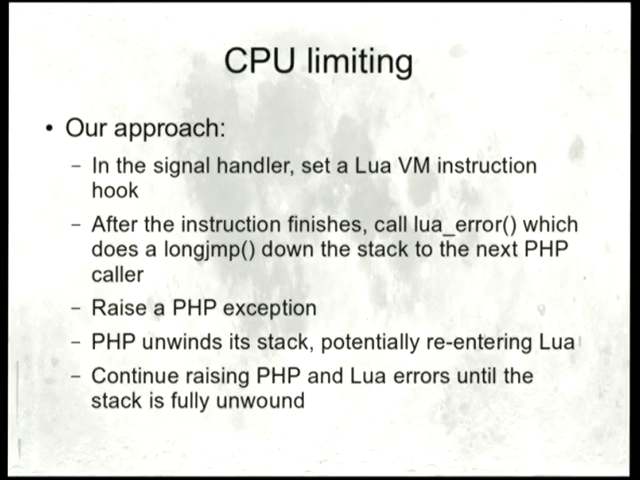 CPU limiting
• Our approach:
– In the signal handler, set a Lua VM instruction
hook
– After the instruction finishes, call lua_error() which
does a longjmp() down the stack to the next PHP
caller
– Raise a PHP exception
– PHP unwinds its stack, potentially re-entering Lua
– Continue raising PHP and Lua errors until the
stack is fully unwound